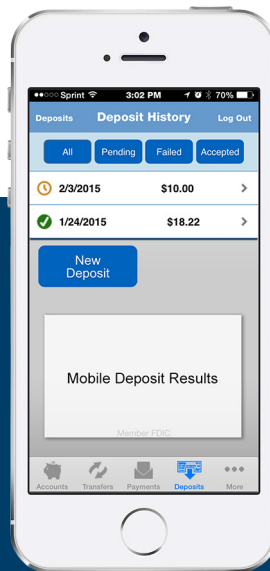 Sprint 3:02 PM 70%
Deposits Deposit History Log Out
All Pending Failed Accepted
2/3/2015 $10.00
1/24/2015 $18.22
New
Deposit
Mobile Deposit Results
Member FDIC
Accounts Transfers Payments Deposits More